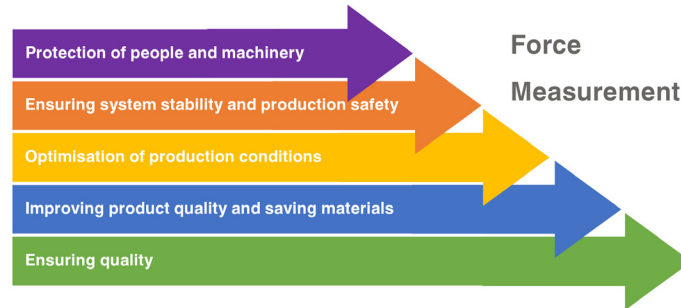 Force
Measurement
Protection of people and machinery
Ensuring system stability and production safety
Optimisation of production conditions
Improving product quality and saving materials
Ensuring quality